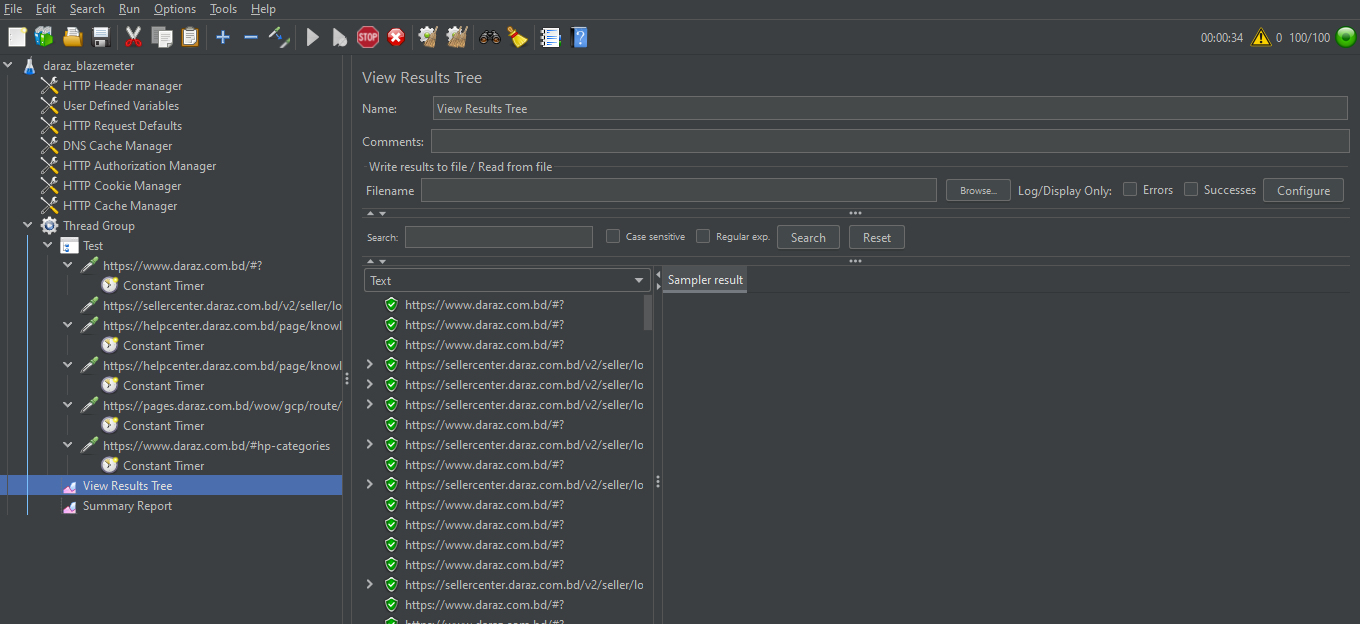 File Edit Search Run Options Tools Help
STOP 00:00:34 0 100/100
daraz_blazemeter
HTTP Header manager
User Defined Variables
HTTP Request Defaults
DNS Cache Manager
HTTP Authorization Manager
HTTP Cookie Manager
HTTP Cache Manager
Thread Group
Test
https://www.daraz.com.bd/#?
Constant Timer
https://sellercenter.daraz.com.bd/v2/seller/lo
https://helpcenter.daraz.com.bd/page/knowl
Constant Timer
https://helpcenter.daraz.com.bd/page/knowl
Constant Timer
https://pages.daraz.com.bd/wow/gcp/route/
Constant Timer
https://www.daraz.com.bd/#hp-categories
Constant Timer
View Results Tree
Summary Report
View Results Tree
Name: View Results Tree
Comments:
Write results to file / Read from file
Filename Browse... Log/Display Only: Errors Successes Configure
Search: Case sensitive Regular exp. Search Reset
Text
Sampler result
https://www.daraz.com.bd/#?
https://www.daraz.com.bd/#?
https://www.daraz.com.bd/#?
https://sellercenter.daraz.com.bd/v2/seller/lo
https://sellercenter.daraz.com.bd/v2/seller/lo
https://sellercenter.daraz.com.bd/v2/seller/lo
https://www.daraz.com.bd/#?
https://sellercenter.daraz.com.bd/v2/seller/lo
https://www.daraz.com.bd/#?
https://sellercenter.daraz.com.bd/v2/seller/lo
https://www.daraz.com.bd/#?
https://www.daraz.com.bd/#?
https://www.daraz.com.bd/#?
https://www.daraz.com.bd/#?
https://sellercenter.daraz.com.bd/v2/seller/lo
https://www.daraz.com.bd/#?